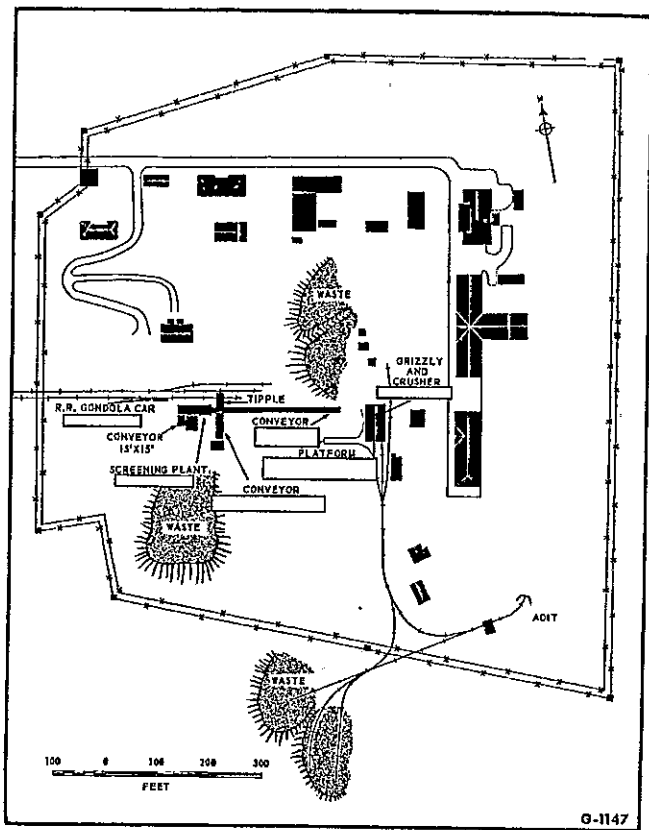 N
WASTE
GRIZZLY
AND
CRUSHER
TIPPLE
R.R. GONDOLA CAR
CONVEYOR
CONVEYOR
15'X15'
PLATFORM
SCREENING PLANT
CONVEYOR
WASTE
ADIT
WASTE
100 0 100 200 300
FEET
G-1147